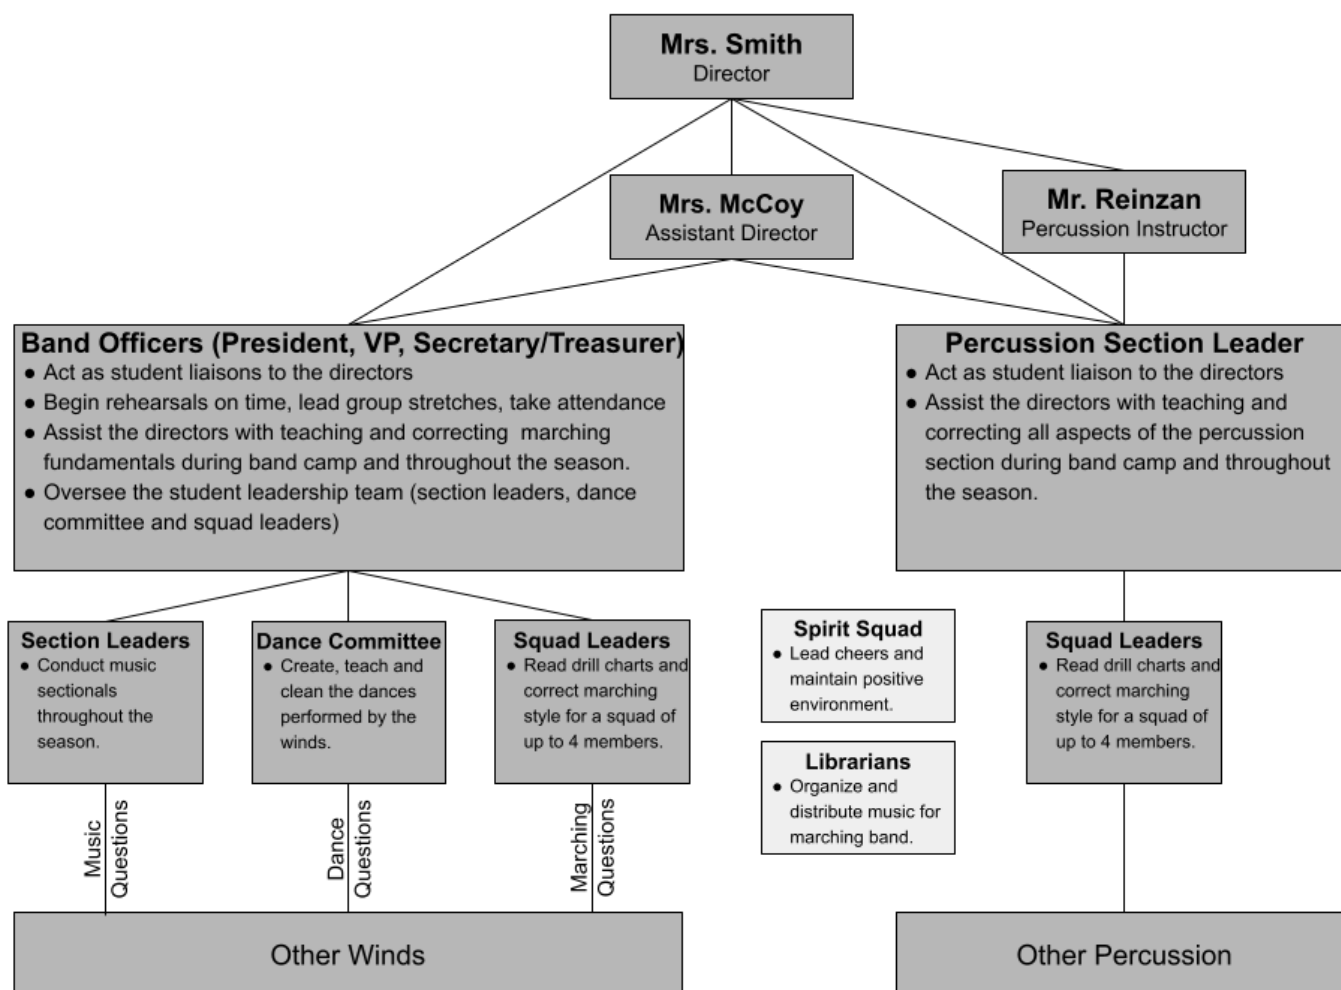 Mrs. Smith
Director
Mrs. McCoy
Assistant Director
Mr. Reinzan
Percussion Instructor
Band Officers (President, VP, Secretary/Treasurer)
● Act as student liaisons to the directors
● Begin rehearsals on time, lead group stretches, take attendance
● Assist the directors with teaching and correcting marching
fundamentals during band camp and throughout the season.
● Oversee the student leadership team (section leaders, dance
committee and squad leaders)
Percussion Section Leader
● Act as student liaison to the directors
● Assist the directors with teaching and
correcting all aspects of the percussion
section during band camp and throughout
the season.
Section Leaders
● Conduct music
sectionals
throughout the
season.
Dance Committee
● Create, teach and
clean the dances
performed by the
winds.
Squad Leaders
● Read drill charts and
correct marching
style for a squad of
up to 4 members.
Spirit Squad
● Lead cheers and
maintain positive
environment.
Librarians
● Organize and
distribute music for
marching band.
Squad Leaders
● Read drill charts and
correct marching
style for a squad of
up to 4 members.
Music
Questions
Dance
Questions
Marching
Questions
Other Winds
Other Percussion